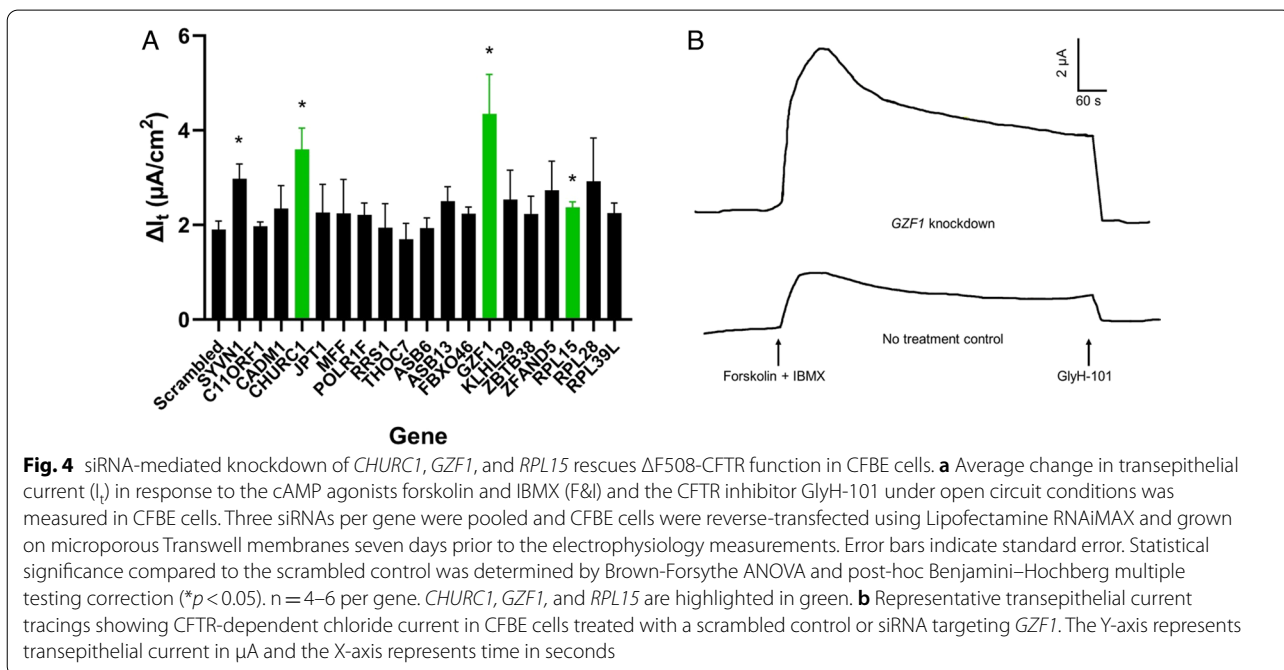 A
B
6
4
2
0
ΔIt (μA/cm2)
*
*
*
*
Scrambled
SYVN1
C11ORF1
CADM1
CHURC1
JPT1
MFF
POLR1F
RRS1
THOC7
ASB6
ASB13
FBXO46
GZF1
KLHL29
ZBTB38
ZFAND5
RPL15
RPL28
RPL39L
Gene
2 μA
60 s
GZF1 knockdown
No treatment control
Forskolin + IBMX
GlyH-101
Fig. 4 siRNA-mediated knockdown of CHURC1, GZF1, and RPL15 rescues ΔF508-CFTR function in CFBE cells. a Average change in transepithelial
current (It) in response to the cAMP agonists forskolin and IBMX (F&I) and the CFTR inhibitor GlyH-101 under open circuit conditions was
measured in CFBE cells. Three siRNAs per gene were pooled and CFBE cells were reverse-transfected using Lipofectamine RNAiMAX and grown
on microporous Transwell membranes seven days prior to the electrophysiology measurements. Error bars indicate standard error. Statistical
significance compared to the scrambled control was determined by Brown-Forsythe ANOVA and post-hoc Benjamini–Hochberg multiple
testing correction (*p < 0.05). n = 4–6 per gene. CHURC1, GZF1, and RPL15 are highlighted in green. b Representative transepithelial current
tracings showing CFTR-dependent chloride current in CFBE cells treated with a scrambled control or siRNA targeting GZF1. The Y-axis represents
transepithelial current in μA and the X-axis represents time in seconds